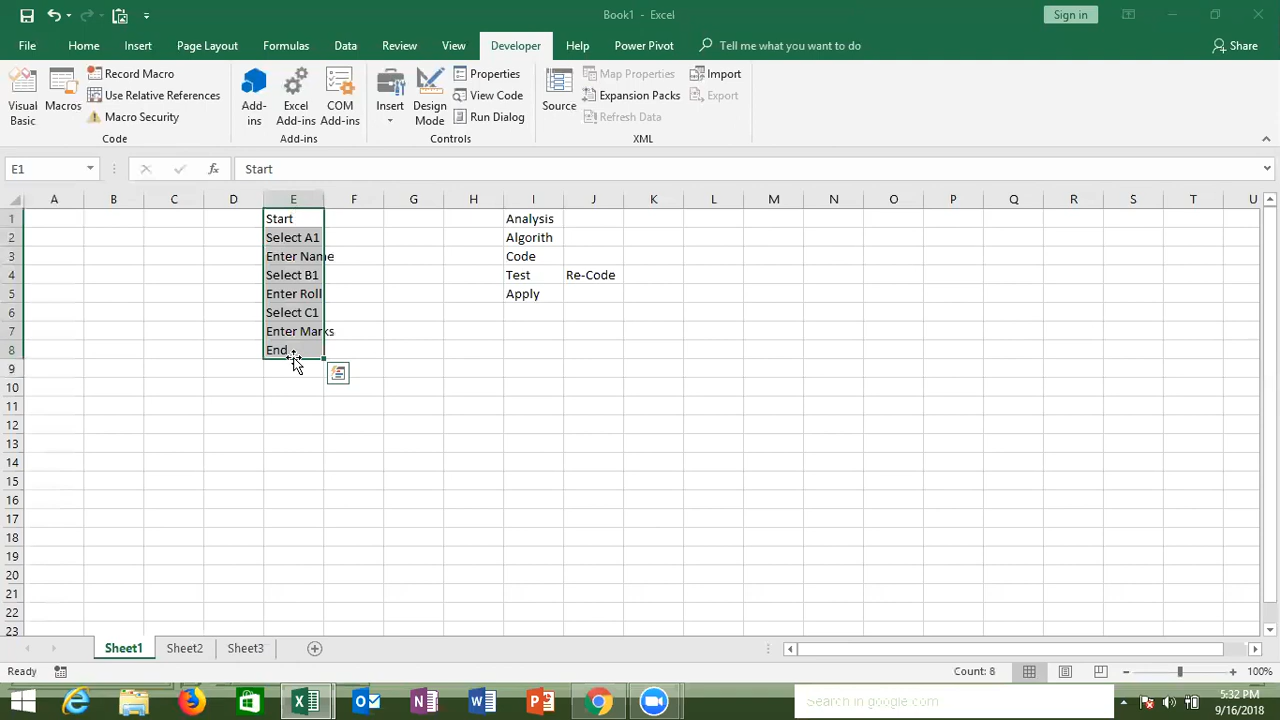 Book1 - Excel
Sign in
File Home Insert Page Layout Formulas Data Review View Developer Help Power Pivot Tell me what you want to do Share
Visual Basic
Macros
Record Macro
Use Relative References
Macro Security
Code
Add-ins
Excel Add-ins
COM Add-ins
Add-ins
Insert
Design Mode
Properties
View Code
Run Dialog
Controls
Source
Map Properties
Expansion Packs
Refresh Data
Import
Export
XML
E1 fx Start
A B C D E F G H I J K L M N O P Q R S T U
1 Start Analysis
2 Select A1 Algorith
3 Enter Name Code
4 Select B1 Test Re-Code
5 Enter Roll Apply
6 Select C1
7 Enter Marks
8 End
9
10
11
12
13
14
15
16
17
18
19
20
21
22
23
Sheet1 Sheet2 Sheet3
Ready Count: 8 100%
Search in google.com
5:32 PM
9/16/2018